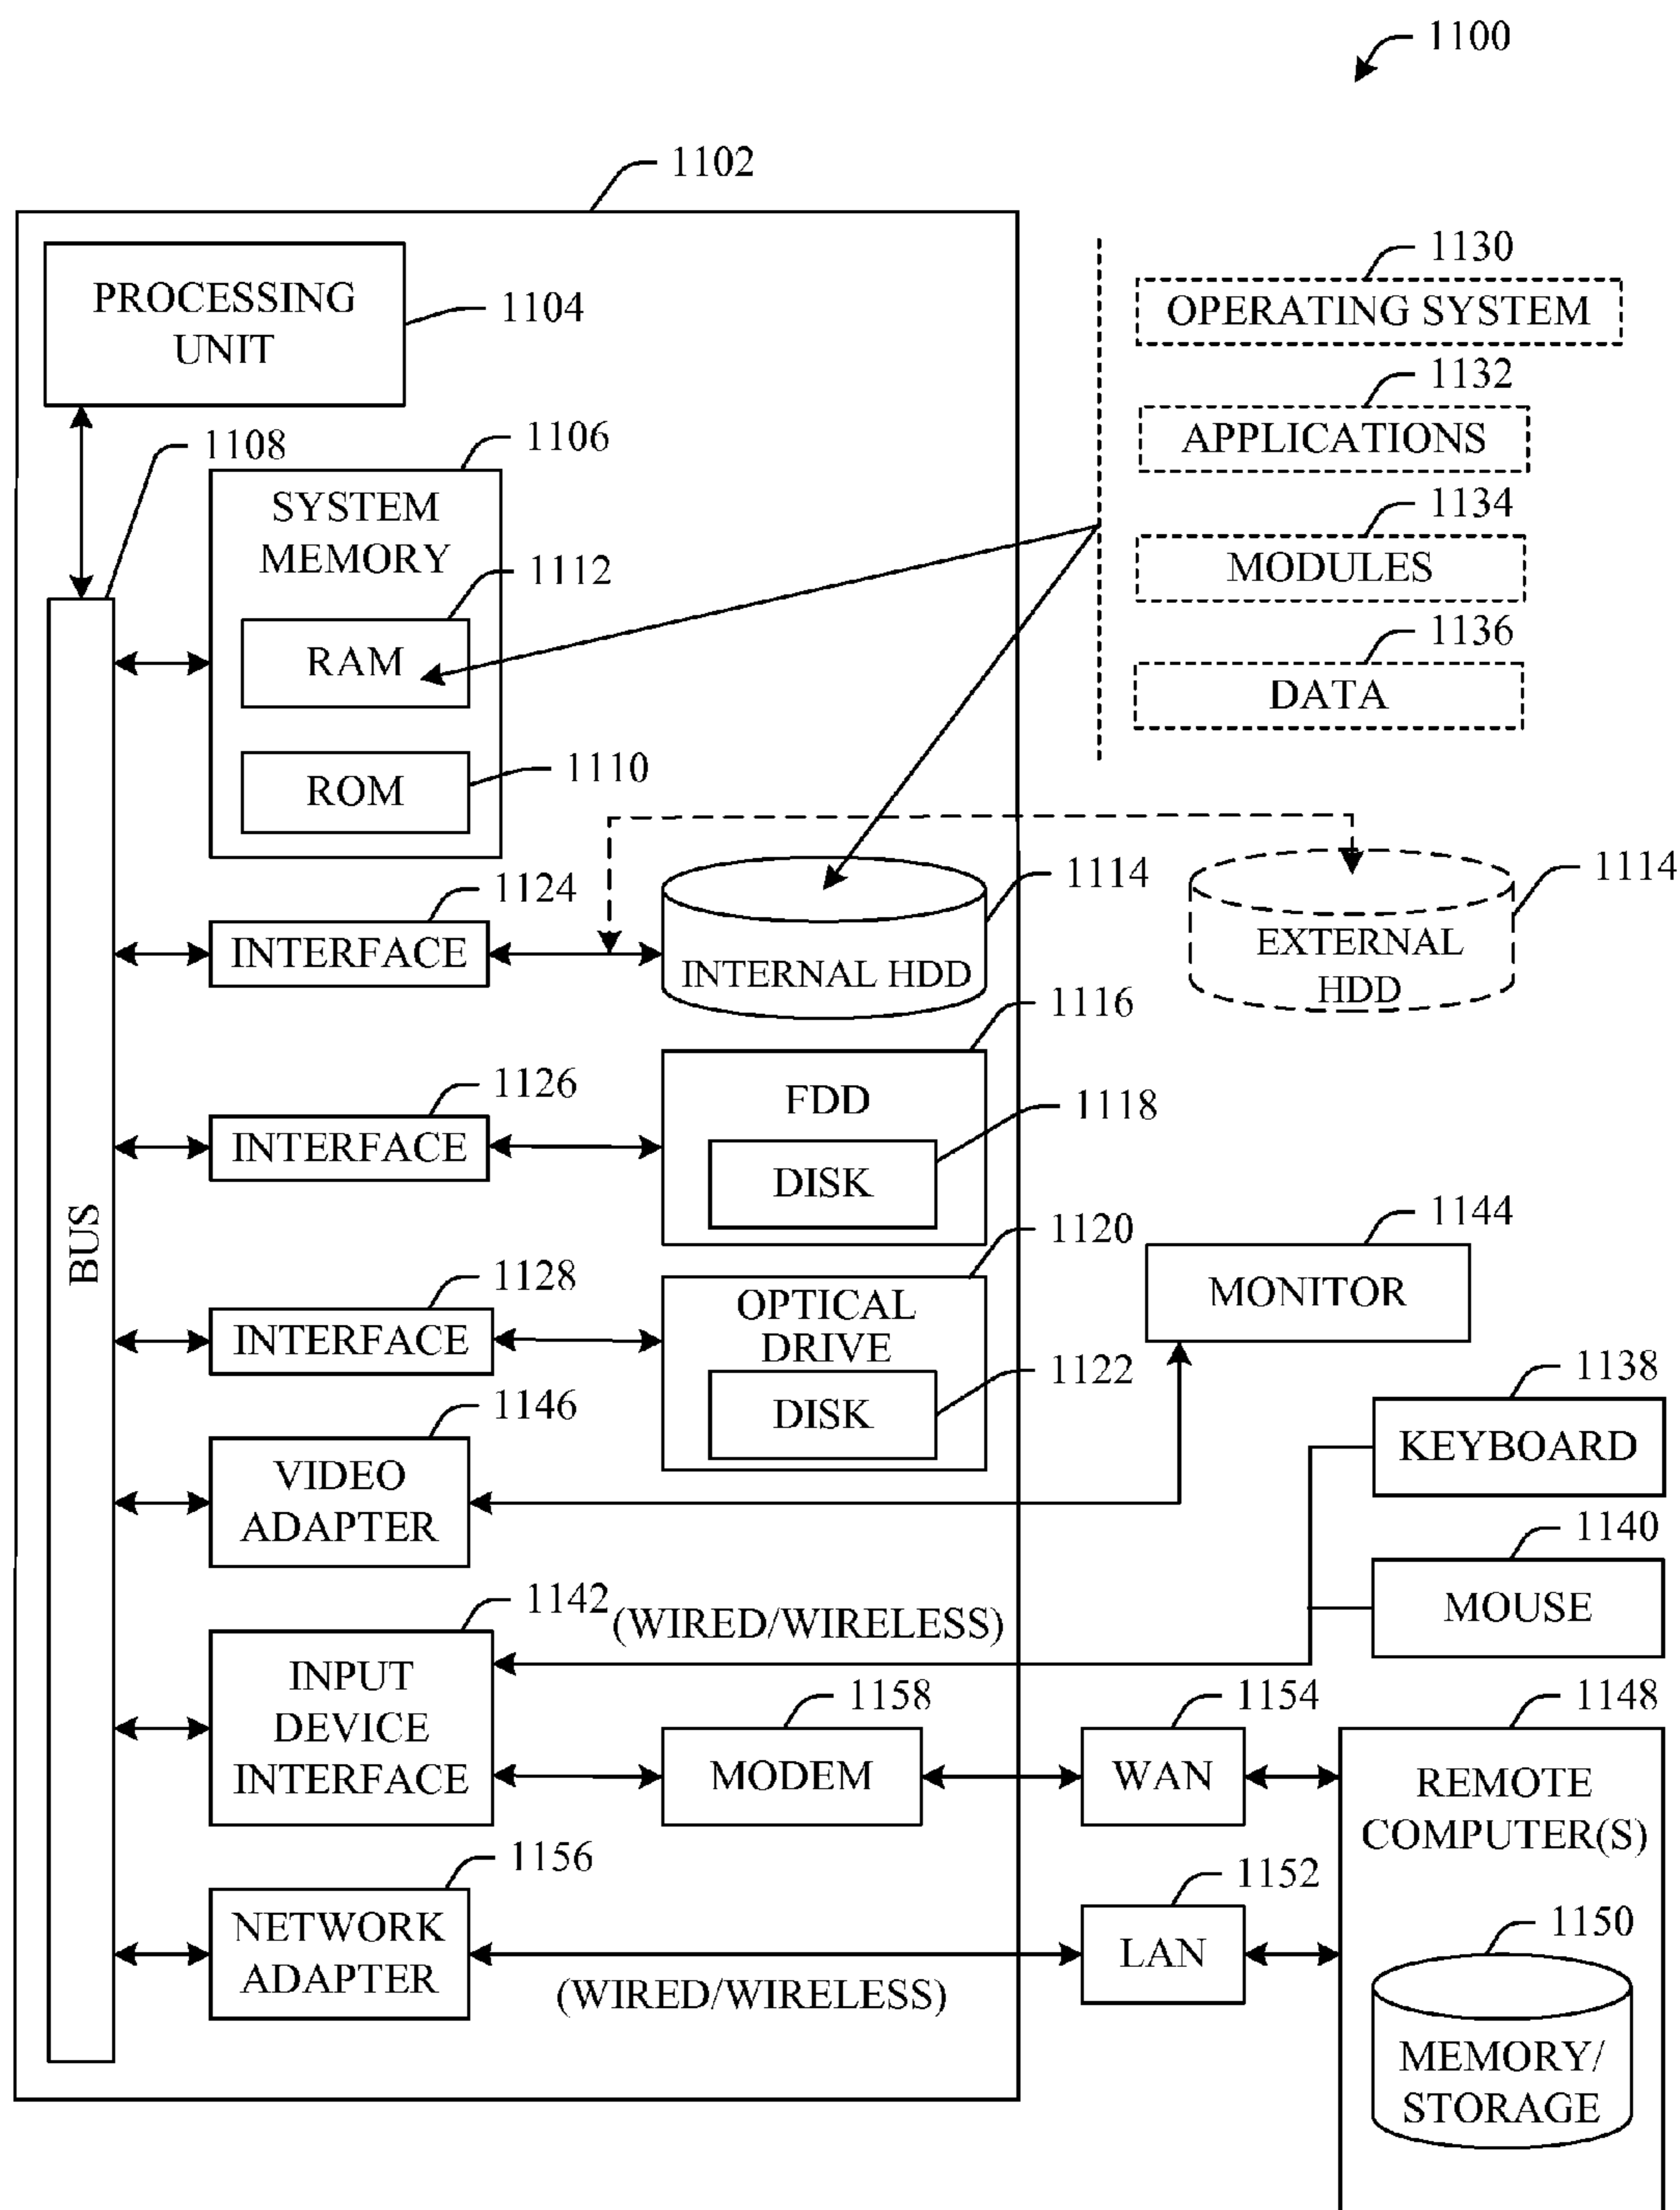 1100
1102
PROCESSING
UNIT
1104
1130
OPERATING SYSTEM
1132
APPLICATIONS
1134
MODULES
1136
DATA
1108
1106
SYSTEM
MEMORY
1112
RAM
ROM
1110
1124
INTERFACE
1114
INTERNAL HDD
1114
EXTERNAL
HDD
1126
INTERFACE
1116
FDD
1118
DISK
BUS
1128
INTERFACE
1120
OPTICAL
DRIVE
1122
DISK
1144
MONITOR
1146
VIDEO
ADAPTER
1138
KEYBOARD
1140
MOUSE
1142
(WIRED/WIRELESS)
INPUT
DEVICE
INTERFACE
1158
MODEM
1154
WAN
1148
REMOTE
COMPUTER(S)
1156
NETWORK
ADAPTER
(WIRED/WIRELESS)
1152
LAN
1150
MEMORY/
STORAGE